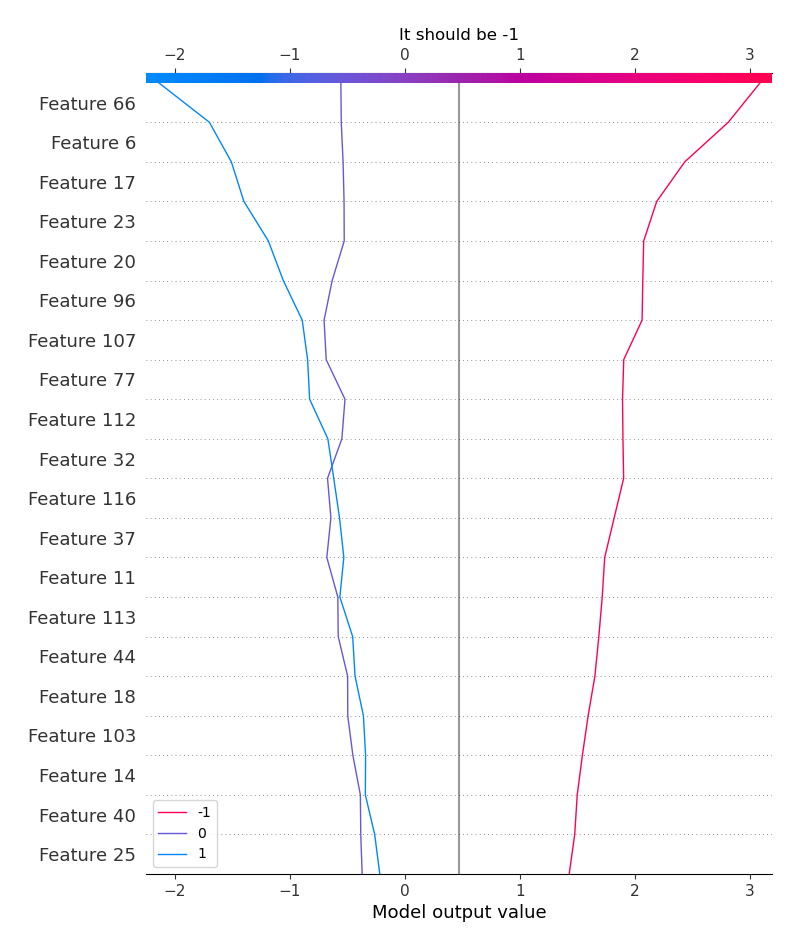 It should be -1
−2 −1 0 1 2 3
Feature 66
Feature 6
Feature 17
Feature 23
Feature 20
Feature 96
Feature 107
Feature 77
Feature 112
Feature 32
Feature 116
Feature 37
Feature 11
Feature 113
Feature 44
Feature 18
Feature 103
Feature 14
Feature 40
Feature 25
-1
0
1
−2 −1 0 1 2 3
Model output value